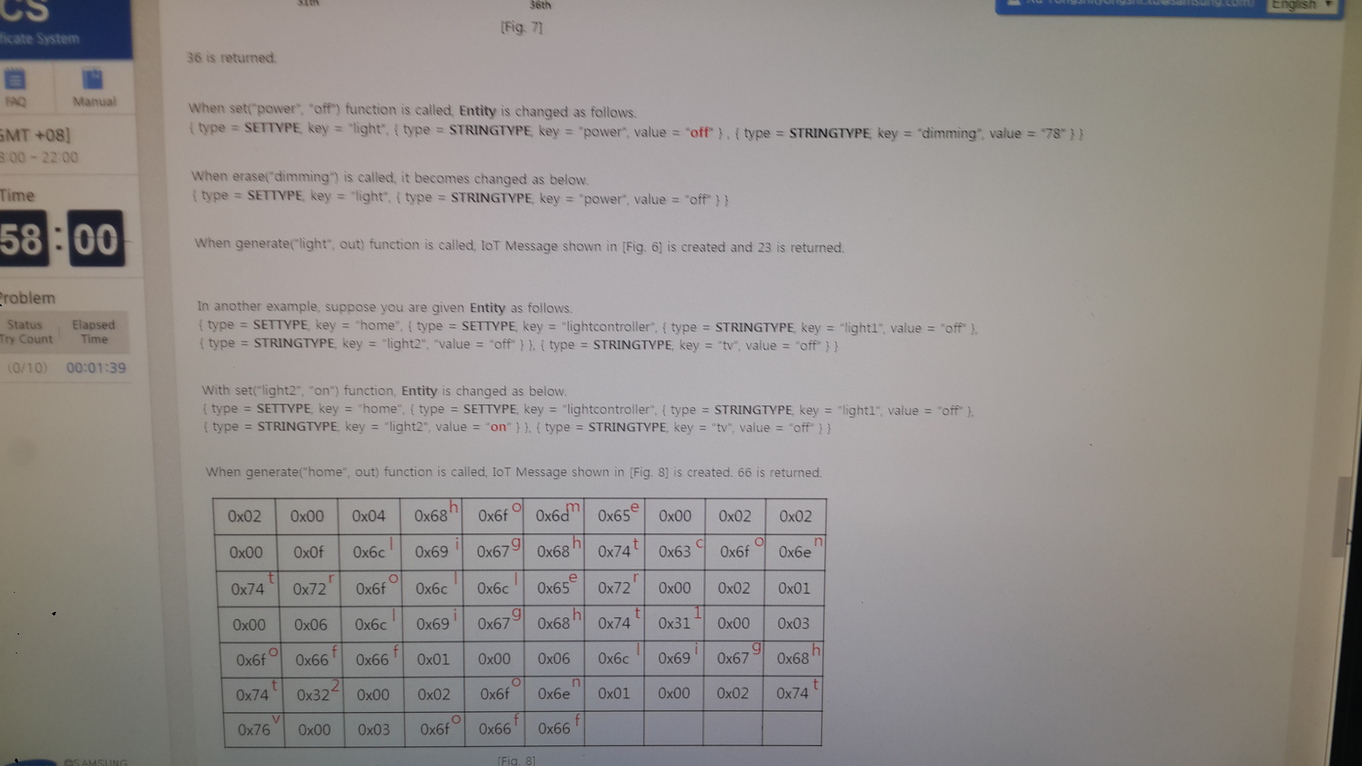 CS
ficate System
FAQ
Manual
GMT +08]
8:00 ~ 22:00
Time
58 : 00
Problem
Status
Try Count
Elapsed
Time
(0/10) 00:01:39
English ▼
31th 36th
[Fig. 7]
36 is returned.
When set("power", "off") function is called, Entity is changed as follows.
{ type = SETTYPE, key = "light", { type = STRINGTYPE, key = "power", value = "off" } , { type = STRINGTYPE, key = "dimming", value = "78" } }
When erase("dimming") is called, it becomes changed as below.
{ type = SETTYPE, key = "light", { type = STRINGTYPE, key = "power", value = "off" } }
When generate("light", out) function is called, IoT Message shown in [Fig. 6] is created and 23 is returned.
In another example, suppose you are given Entity as follows.
{ type = SETTYPE, key = "home", { type = SETTYPE, key = "lightcontroller", { type = STRINGTYPE, key = "light1", value = "off" },
{ type = STRINGTYPE, key = "light2", "value = "off" } }, { type = STRINGTYPE, key = "tv", value = "off" } }
With set("light2", "on") function, Entity is changed as below.
{ type = SETTYPE, key = "home", { type = SETTYPE, key = "lightcontroller", { type = STRINGTYPE, key = "light1", value = "off" },
{ type = STRINGTYPE, key = "light2", value = "on" } }, { type = STRINGTYPE, key = "tv", value = "off" } }
When generate("home", out) function is called, IoT Message shown in [Fig. 8] is created. 66 is returned.
0x02 0x00 0x04 0x68 h 0x6f o 0x6d m 0x65 e 0x00 0x02 0x02
0x00 0x0f 0x6c l 0x69 i 0x67 g 0x68 h 0x74 t 0x63 c 0x6f o 0x6e n
0x74 t 0x72 r 0x6f o 0x6c l 0x6c l 0x65 e 0x72 r 0x00 0x02 0x01
0x00 0x06 0x6c l 0x69 i 0x67 g 0x68 h 0x74 t 0x31 1 0x00 0x03
0x6f o 0x66 f 0x66 f 0x01 0x00 0x06 0x6c l 0x69 i 0x67 g 0x68 h
0x74 t 0x32 2 0x00 0x02 0x6f o 0x6e n 0x01 0x00 0x02 0x74 t
0x76 v 0x00 0x03 0x6f o 0x66 f 0x66 f
[Fig. 8]
@SAMSUNG